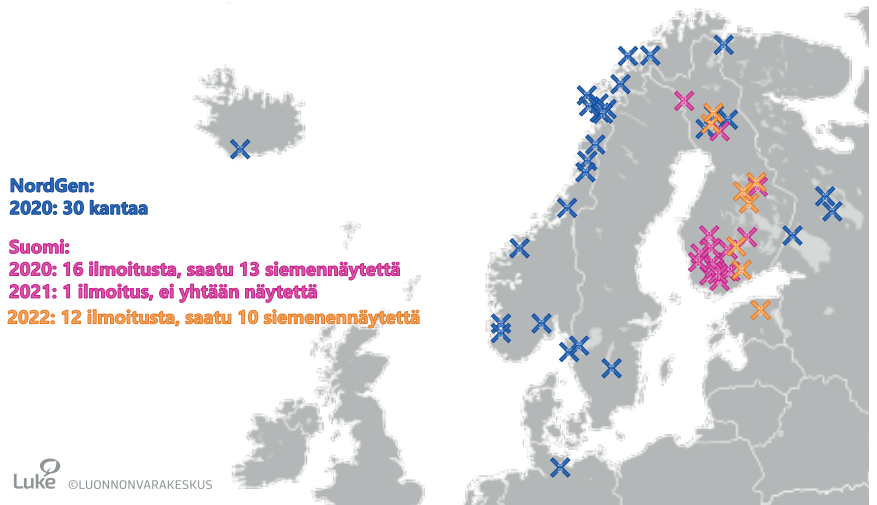 NordGen:
2020: 30 kantaa
Suomi:
2020: 16 ilmoitusta, saatu 13 siemennäytettä
2021: 1 ilmoitus, ei yhtään näytettä
2022: 12 ilmoitusta, saatu 10 siemenennäytettä
Luke ©LUONNONVARAKESKUS